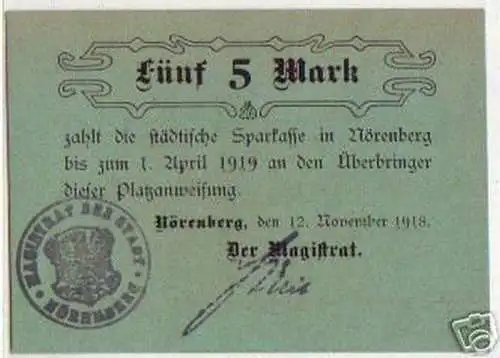 Fünf 5 Mark
zahlt die städtische Sparkasse in Nörenberg
bis zum 1. April 1919 an den Überbringer
dieser Platzanweisung.
Nörenberg, den 12. November 1918.
Der Magistrat.
MAGISTRAT DER STADT
NÖRENBERG